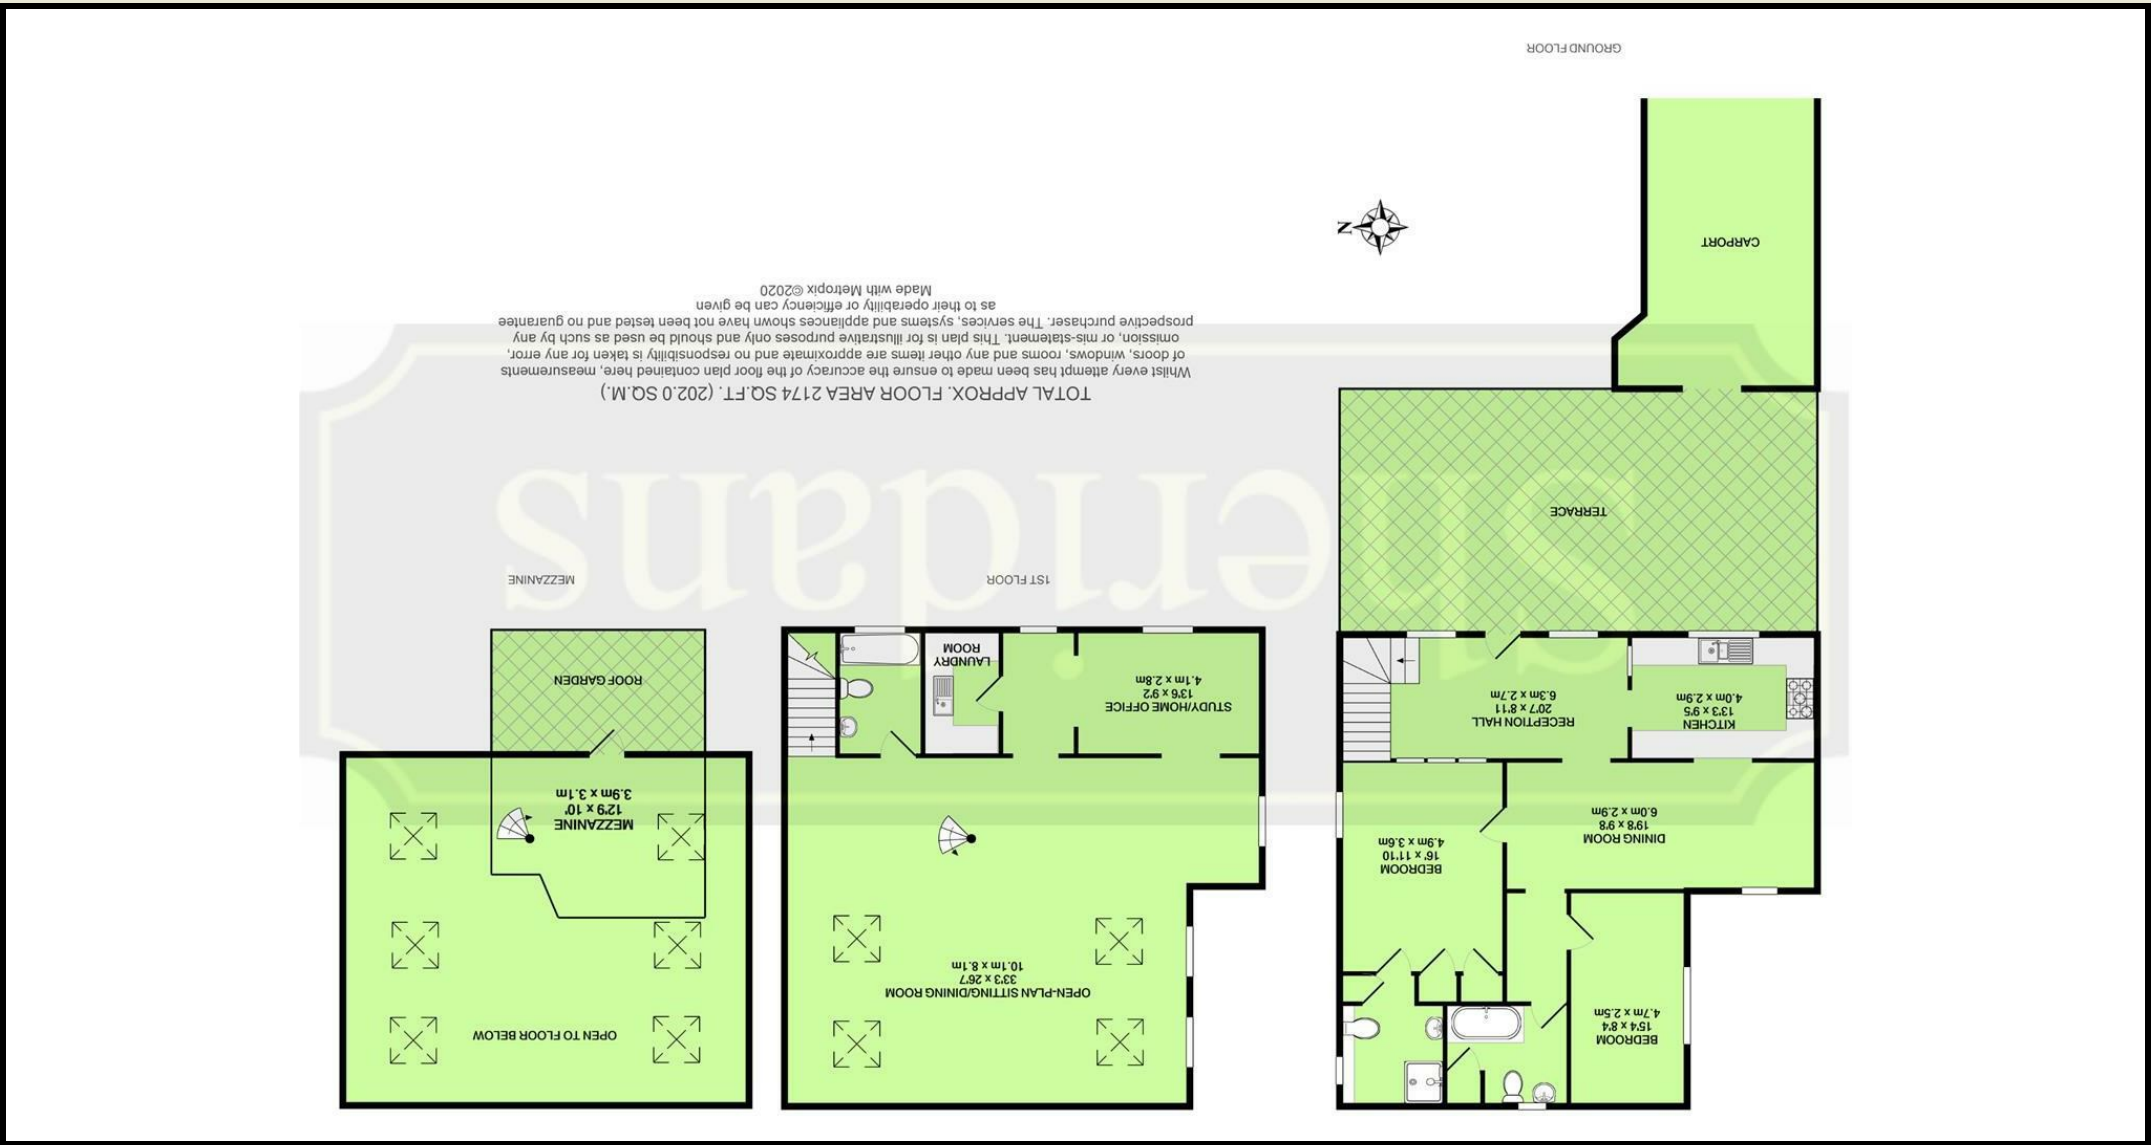 GROUND FLOOR
CARPORT
TERRACE
RECEPTION HALL
20'7 x 8'11
6.3m x 2.7m
KITCHEN
13'3 x 9'5
4.0m x 2.9m
DINING ROOM
19'8 x 9'8
6.0m x 2.9m
BEDROOM
16' x 11'10
4.9m x 3.6m
BEDROOM
15'4 x 8'4
4.7m x 2.5m
N
1ST FLOOR
STUDY/HOME OFFICE
13'6 x 9'2
4.1m x 2.8m
LAUNDRY
ROOM
OPEN-PLAN SITTING/DINING ROOM
33'3 x 26'7
10.1m x 8.1m
MEZZANINE
ROOF GARDEN
MEZZANINE
12'9 x 10'
3.9m x 3.1m
OPEN TO FLOOR BELOW
TOTAL APPROX. FLOOR AREA 2174 SQ.FT. (202.0 SQ.M.)
Whilst every attempt has been made to ensure the accuracy of the floor plan contained here, measurements
of doors, windows, rooms and any other items are approximate and no responsibility is taken for any error,
omission, or mis-statement. This plan is for illustrative purposes only and should be used as such by any
prospective purchaser. The services, systems and appliances shown have not been tested and no guarantee
as to their operability or efficiency can be given
Made with Metropix ©2020
sheridans